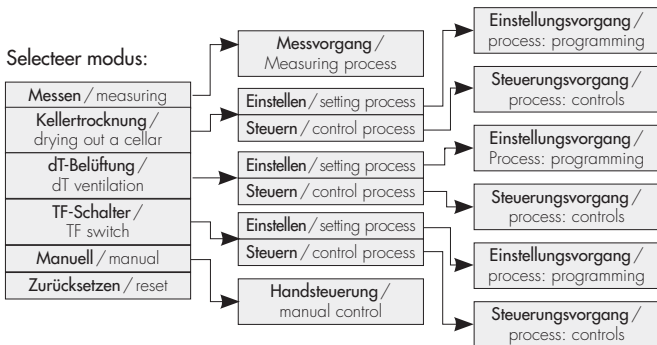 Selecteer modus:
Messen / measuring
Kellertrocknung /
drying out a cellar
dT-Belüftung /
dT ventilation
TF-Schalter /
TF switch
Manuell / manual
Zurücksetzen / reset
Messvorgang /
Measuring process
Einstellen / setting process
Steuern / control process
Einstellen / setting process
Steuern / control process
Einstellen / setting process
Steuern / control process
Handsteuerung /
manual control
Einstellungsvorgang /
process: programming
Steuerungsvorgang /
process: controls
Einstellungsvorgang /
Process: programming
Steuerungsvorgang /
process: controls
Einstellungsvorgang /
process: programming
Steuerungsvorgang /
process: controls